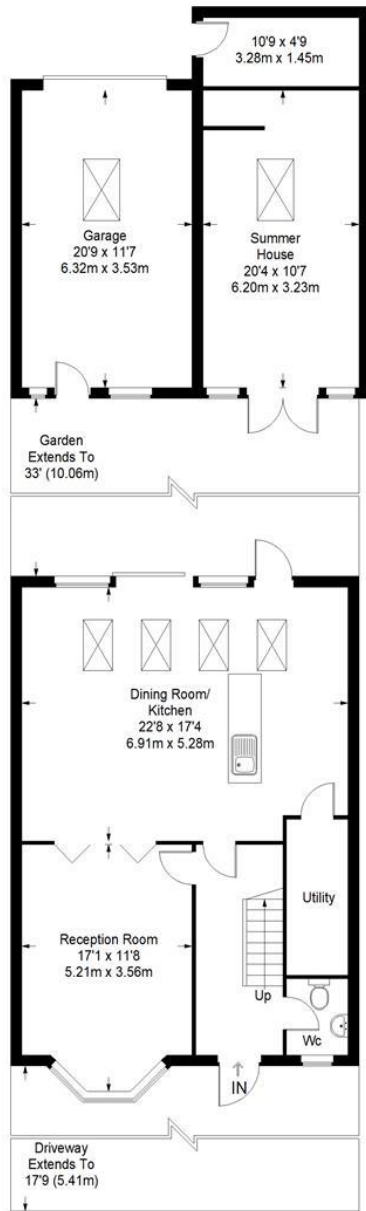 10'9 x 4'9
3.28m x 1.45m
Garage
20'9 x 11'7
6.32m x 3.53m
Summer
House
20'4 x 10'7
6.20m x 3.23m
Garden
Extends To
33' (10.06m)
Dining Room/
Kitchen
22'8 x 17'4
6.91m x 5.28m
Utility
Reception Room
17'1 x 11'8
5.21m x 3.56m
Up
Wc
IN
Driveway
Extends To
17'9 (5.41m)